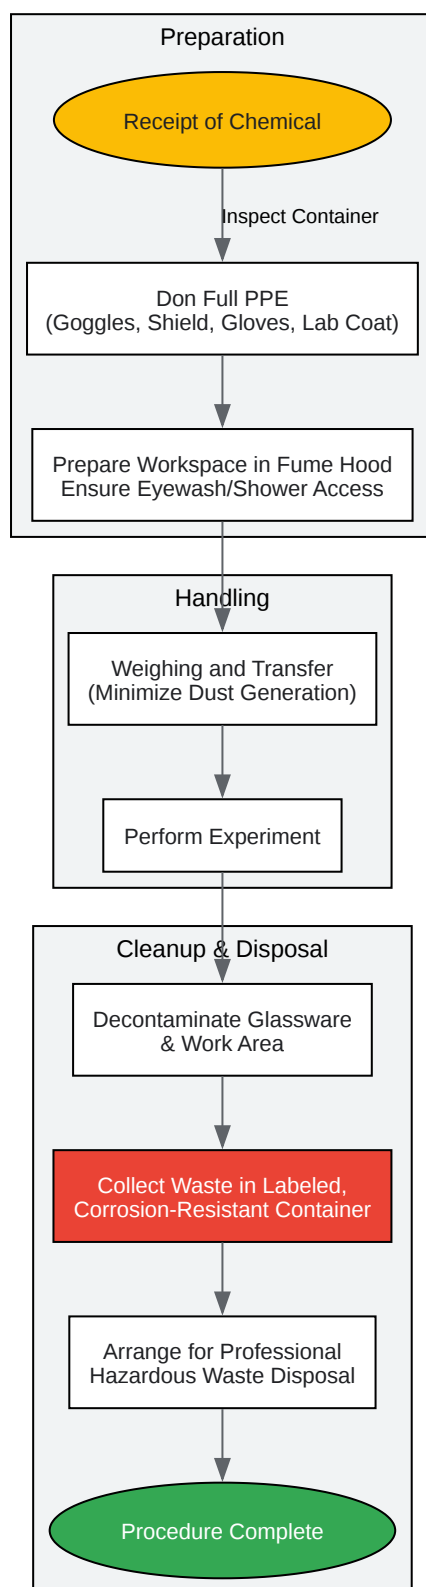 Preparation
Receipt of Chemical
Inspect Container
Don Full PPE
(Goggles, Shield, Gloves, Lab Coat)
Prepare Workspace in Fume Hood
Ensure Eyewash/Shower Access
Handling
Weighing and Transfer
(Minimize Dust Generation)
Perform Experiment
Cleanup & Disposal
Decontaminate Glassware
& Work Area
Collect Waste in Labeled,
Corrosion-Resistant Container
Arrange for Professional
Hazardous Waste Disposal
Procedure Complete